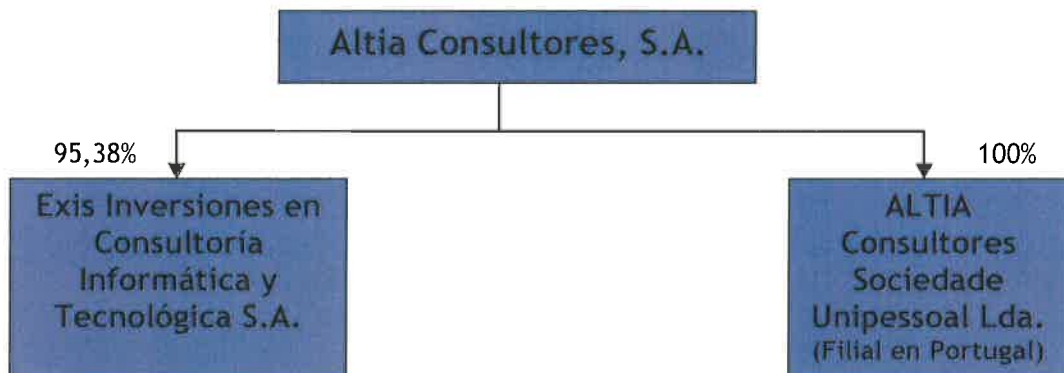 Altia Consultores, S.A.
95,38%
100%
Exis Inversiones en
Consultoría
Informática y
Tecnológica S.A.
ALTIA
Consultores
Sociedade
Unipessoal Lda.
(Filial en Portugal)